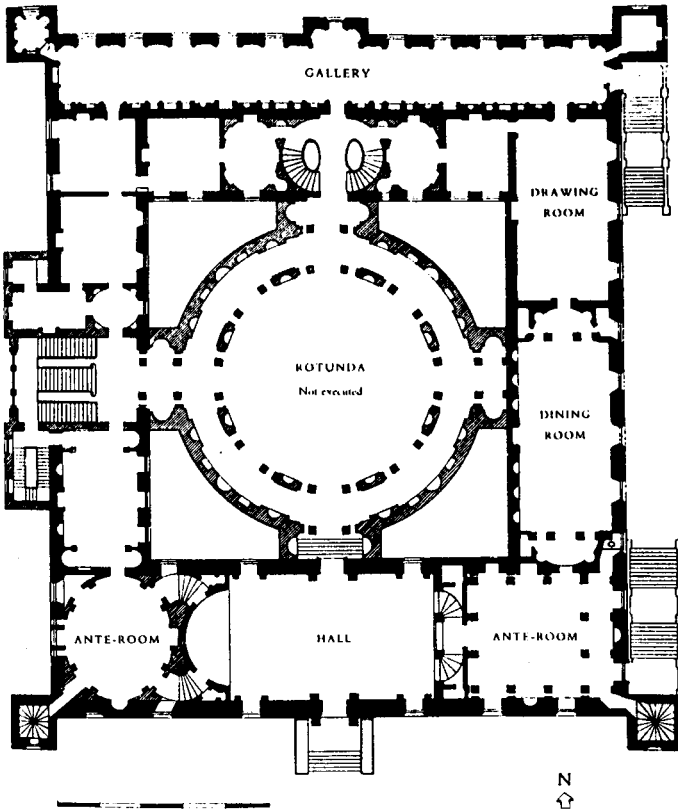 GALLERY
DRAWING
ROOM
ROTUNDA
Not executed
DINING
ROOM
ANTE-ROOM
HALL
ANTE-ROOM
N